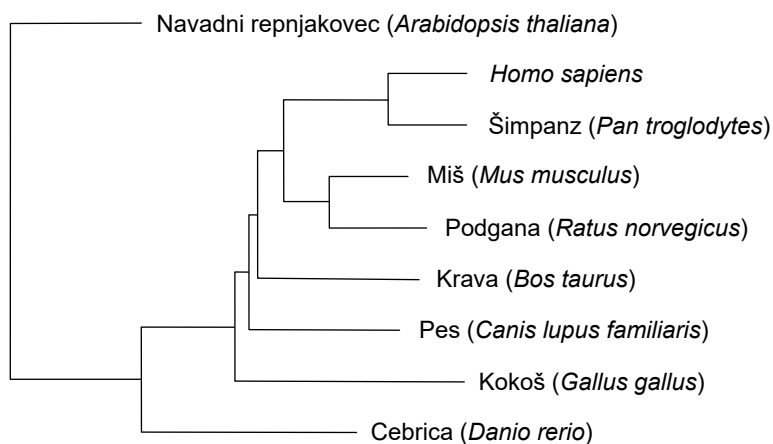 Navadni repnjakovec (Arabidopsis thaliana)
Homo sapiens
Šimpanz (Pan troglodytes)
Miš (Mus musculus)
Podgana (Ratus norvegicus)
Krava (Bos taurus)
Pes (Canis lupus familiaris)
Kokoš (Gallus gallus)
Cebrica (Danio rerio)